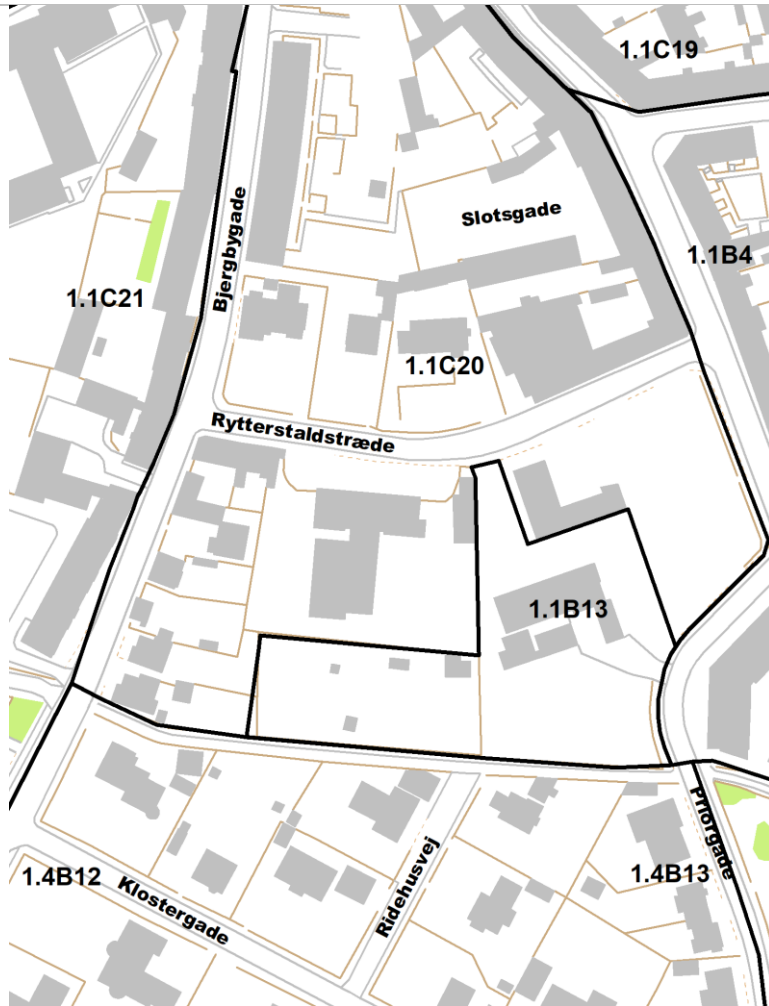 1.1C19
Bjergbygade
Slotsgade
1.1B4
1.1C21
1.1C20
Rytterstaldstræde
1.1B13
Priorgade
Ridehusvej
1.4B12
Klostergade
1.4B13